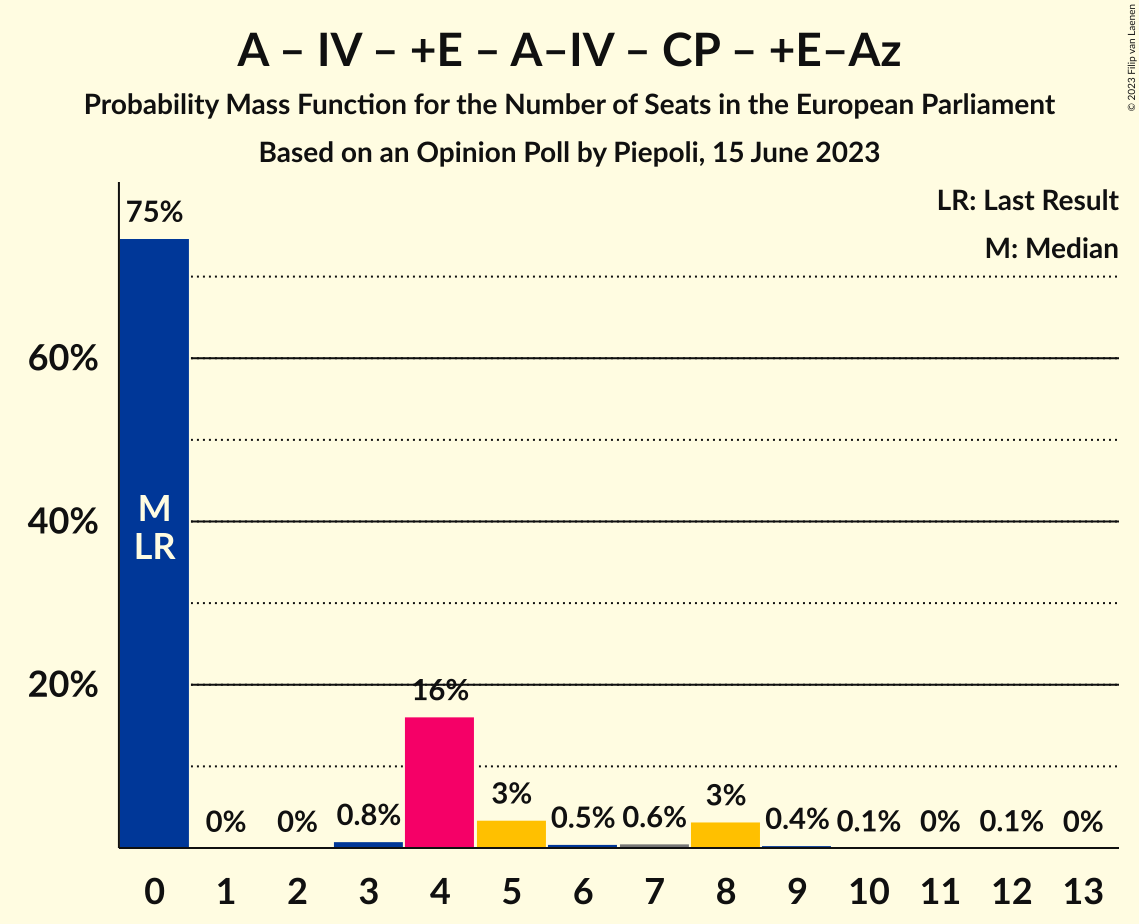 A – IV – +E – A–IV – CP – +E–Az
Probability Mass Function for the Number of Seats in the European Parliament
Based on an Opinion Poll by Piepoli, 15 June 2023
© 2023 Filip van Laenen
LR: Last Result
M: Median
75%
60%
40%
20%
M
LR
0%
0%
0.8%
16%
3%
0.5%
0.6%
3%
0.4%
0.1%
0%
0.1%
0%
0 1 2 3 4 5 6 7 8 9 10 11 12 13